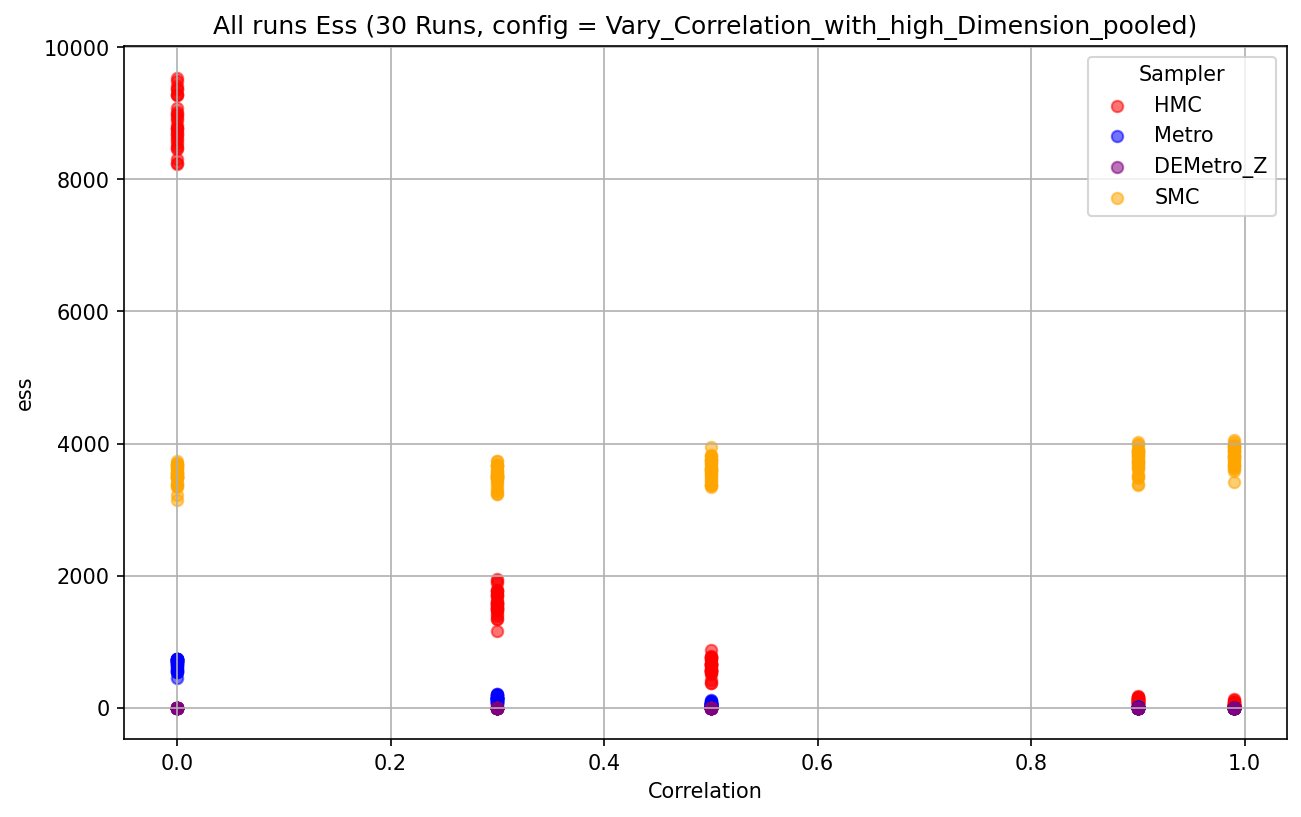 All runs Ess (30 Runs, config = Vary_Correlation_with_high_Dimension_pooled)
10000
8000
6000
4000
2000
0
ess
Sampler
HMC
Metro
DEMetro_Z
SMC
0.0
0.2
0.4
0.6
0.8
1.0
Correlation